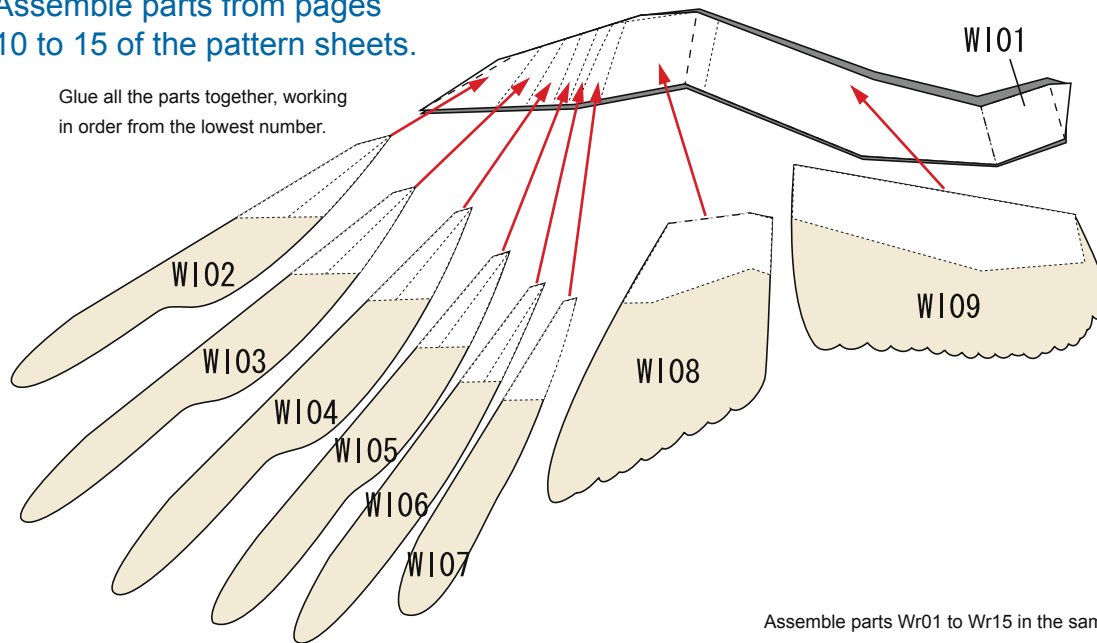 Assemble parts from pages
10 to 15 of the pattern sheets.
Glue all the parts together, working
in order from the lowest number.
Wl01
Wl02
Wl03
Wl04
Wl05
Wl06
Wl07
Wl08
Wl09
Assemble parts Wr01 to Wr15 in the sam